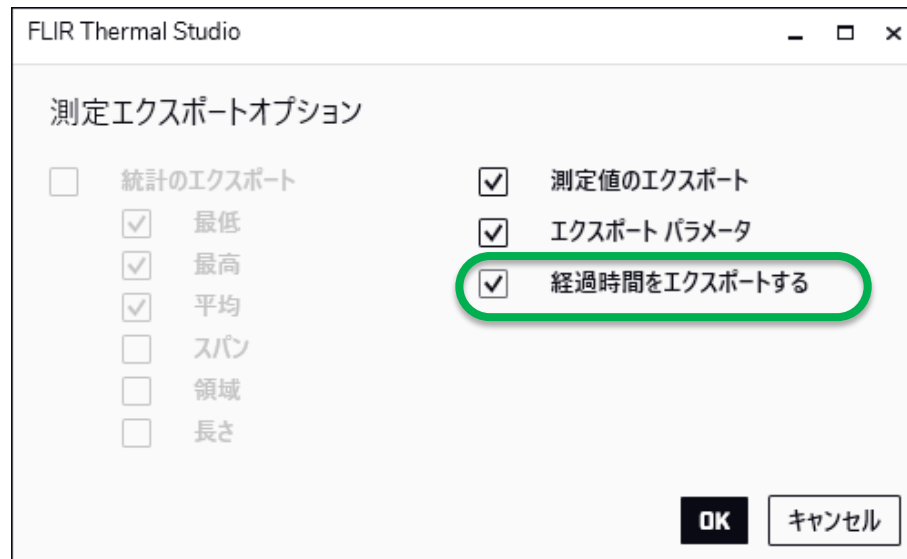 FLIR Thermal Studio
測定エクスポートオプション
統計のエクスポート
最低
最高
平均
スパン
領域
長さ
測定値のエクスポート
エクスポート パラメータ
経過時間をエクスポートする
OK
キャンセル